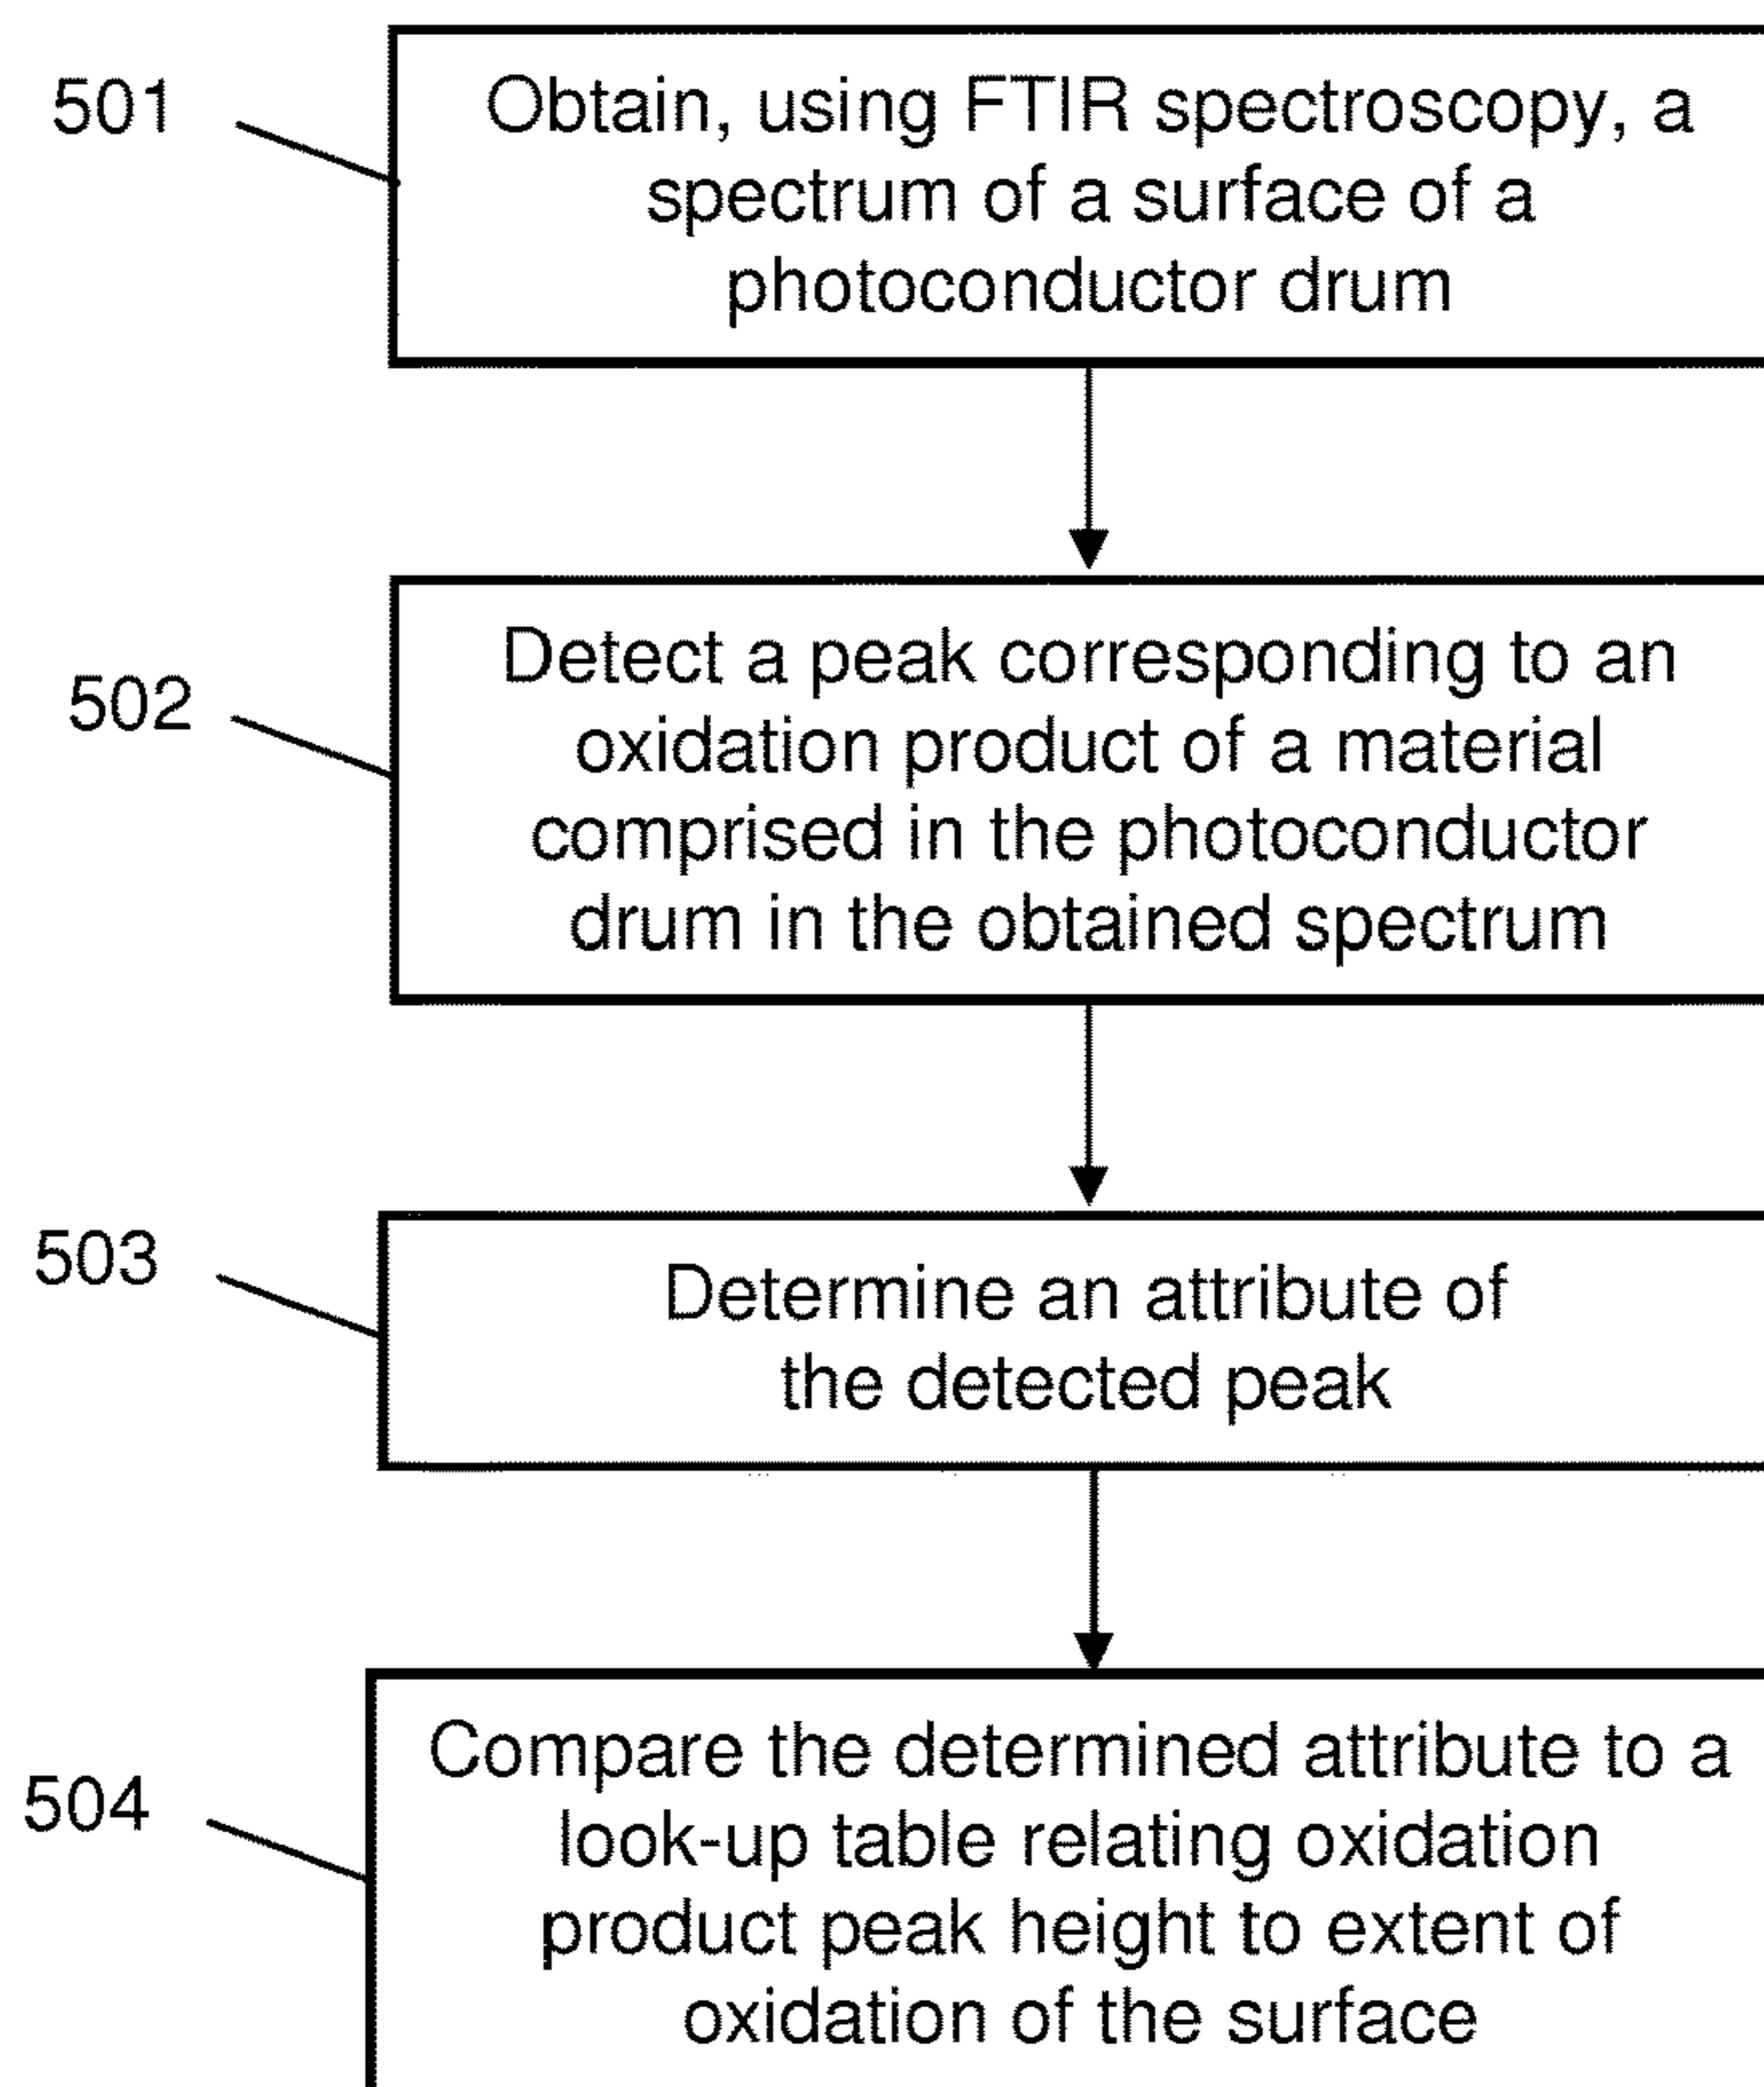 501
Obtain, using FTIR spectroscopy, a
spectrum of a surface of a
photoconductor drum
502
Detect a peak corresponding to an
oxidation product of a material
comprised in the photoconductor
drum in the obtained spectrum
503
Determine an attribute of
the detected peak
504
Compare the determined attribute to a
look-up table relating oxidation
product peak height to extent of
oxidation of the surface